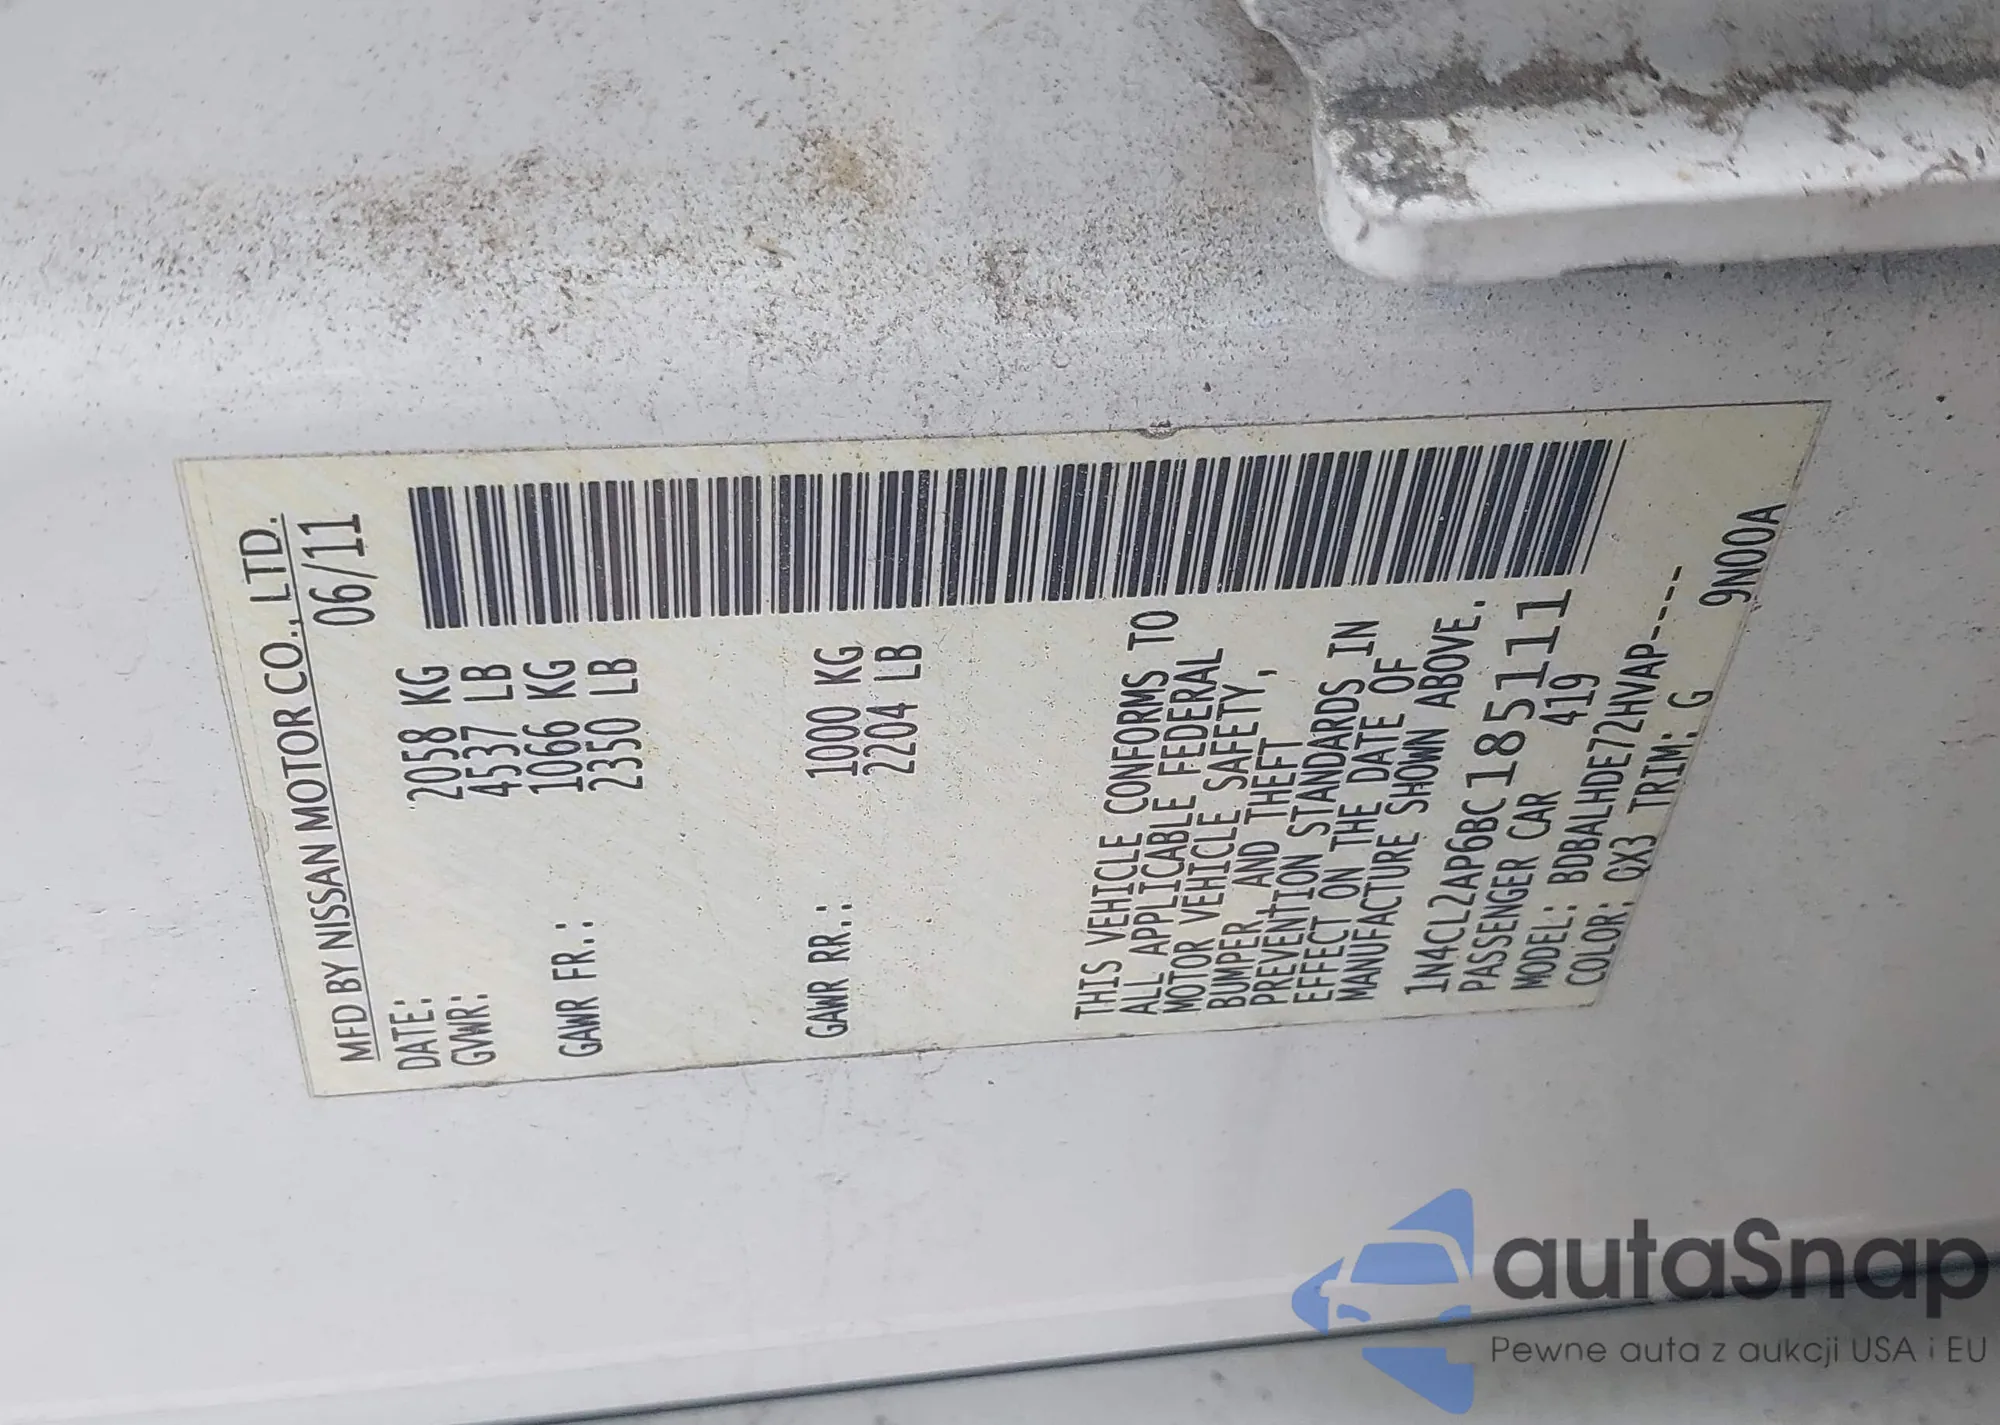 MFD BY NISSAN MOTOR CO., LTD.
DATE: 06/11
GVWR: 2058 KG
4537 LB
GAWR FR.: 1066 KG
2350 LB
GAWR RR.: 1000 KG
2204 LB
THIS VEHICLE CONFORMS TO
ALL APPLICABLE FEDERAL
MOTOR VEHICLE SAFETY,
BUMPER, AND THEFT
PREVENTION STANDARDS IN
EFFECT ON THE DATE OF
MANUFACTURE SHOWN ABOVE.
1N4CL2AP6BC185111
PASSENGER CAR 419
MODEL: BDBALHDE72HVAP----
COLOR: QX3 TRIM: G
9N00A
autaSnap
Pewne auta z aukcji USA i EU